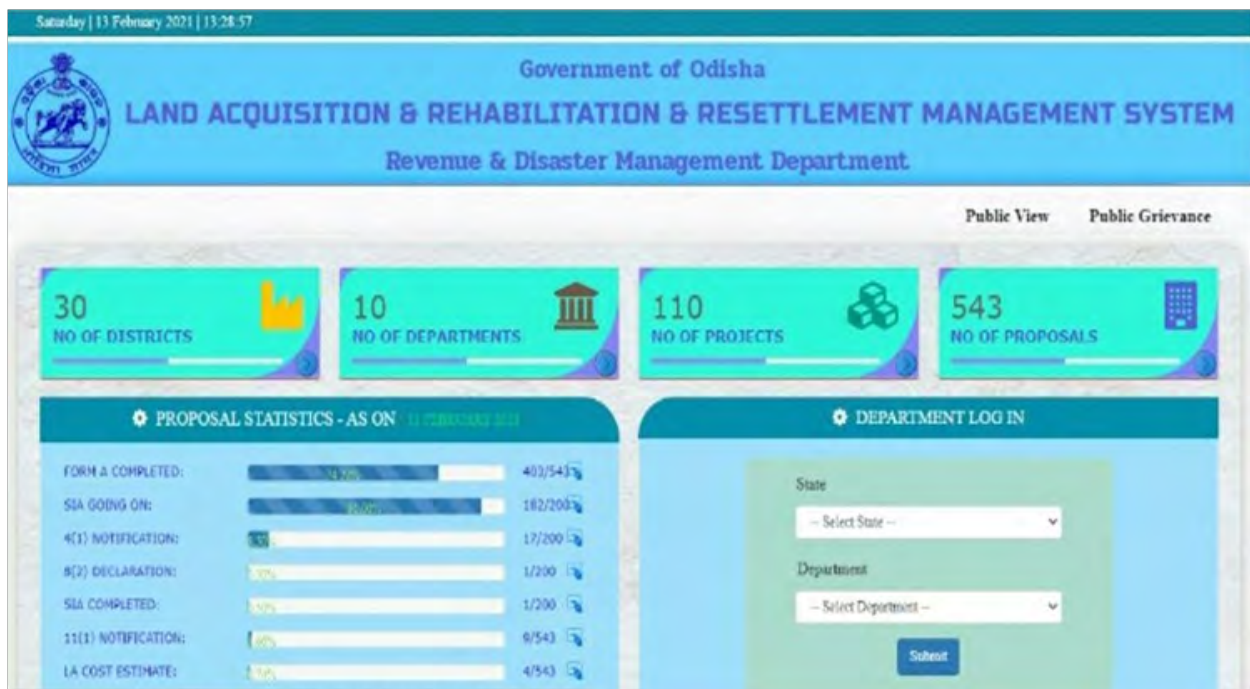 Saturday | 13 February 2021 | 13:28:57
Government of Odisha
LAND ACQUISITION & REHABILITATION & RESETTLEMENT MANAGEMENT SYSTEM
Revenue & Disaster Management Department
Public View Public Grievance
30
NO OF DISTRICTS
10
NO OF DEPARTMENTS
110
NO OF PROJECTS
543
NO OF PROPOSALS
PROPOSAL STATISTICS - AS ON
FORM A COMPLETED: 403/543
SIA GOING ON: 182/200
4(1) NOTIFICATION: 17/200
8(2) DECLARATION: 1/200
SIA COMPLETED: 1/200
11(1) NOTIFICATION: 9/543
LA COST ESTIMATE: 4/543
DEPARTMENT LOG IN
State
-- Select State --
Department
-- Select Department --
Submit